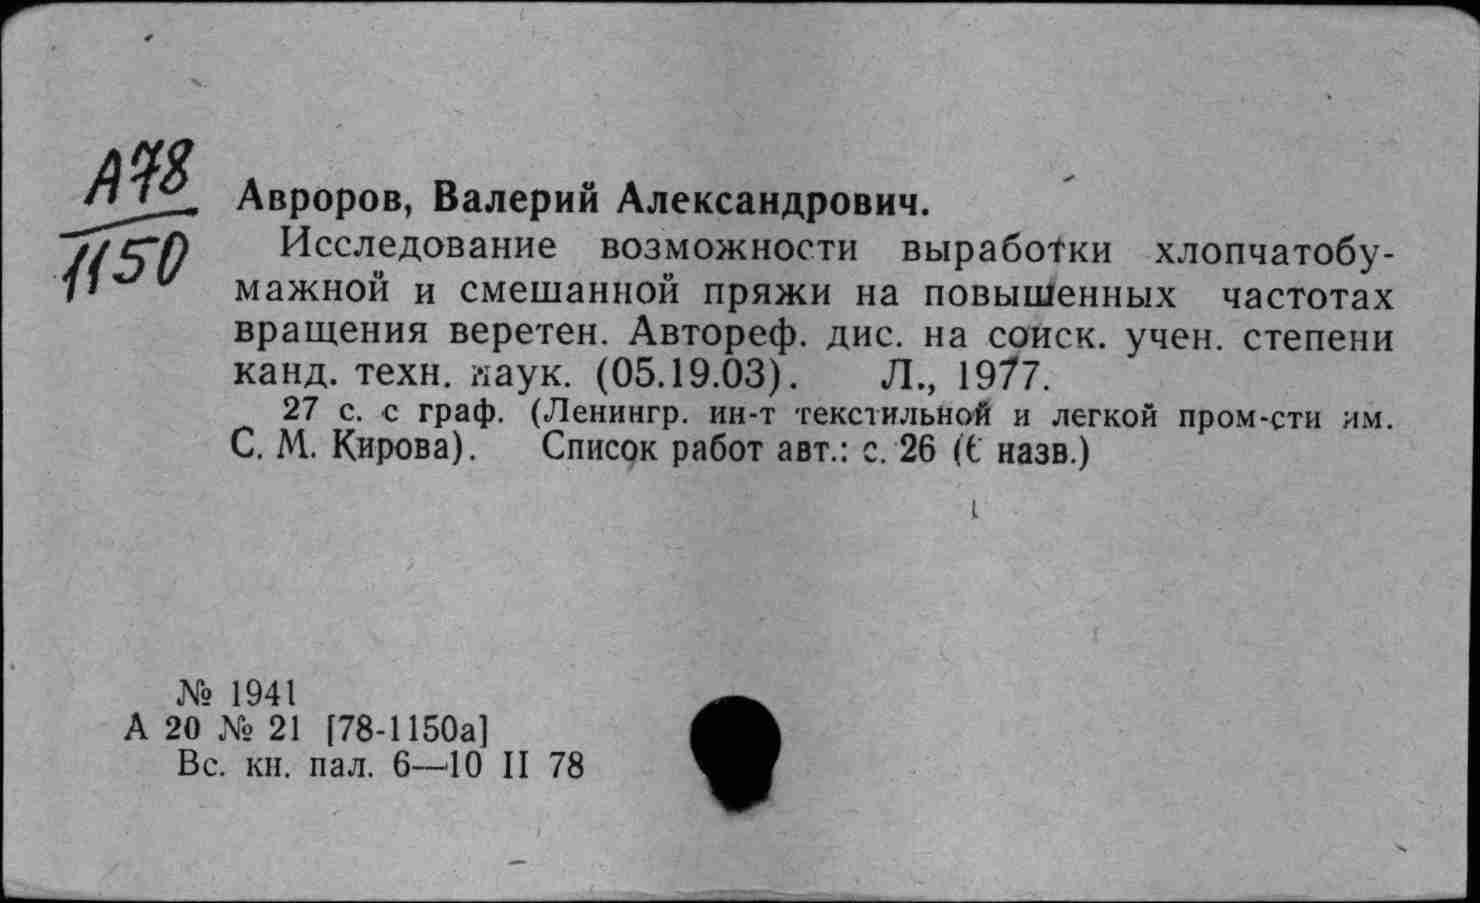 А78
1150
Авроров, Валерий Александрович.
Исследование возможности выработки хлопчатобу-
мажной и смешанной пряжи на повышенных частотах
вращения веретен. Автореф. дис. на соиск. учен. степени
канд. техн. наук. (05.19.03). Л., 1977.
27 с. с граф. (Ленингр. ин-т текстильной и легкой пром-сти им.
С. М. Кирова). Список работ авт.: с. 26 ( назв.)
№ 1941
А 20 № 21 [78-1150а]
Вс. кн. пал. 6—10 II 78